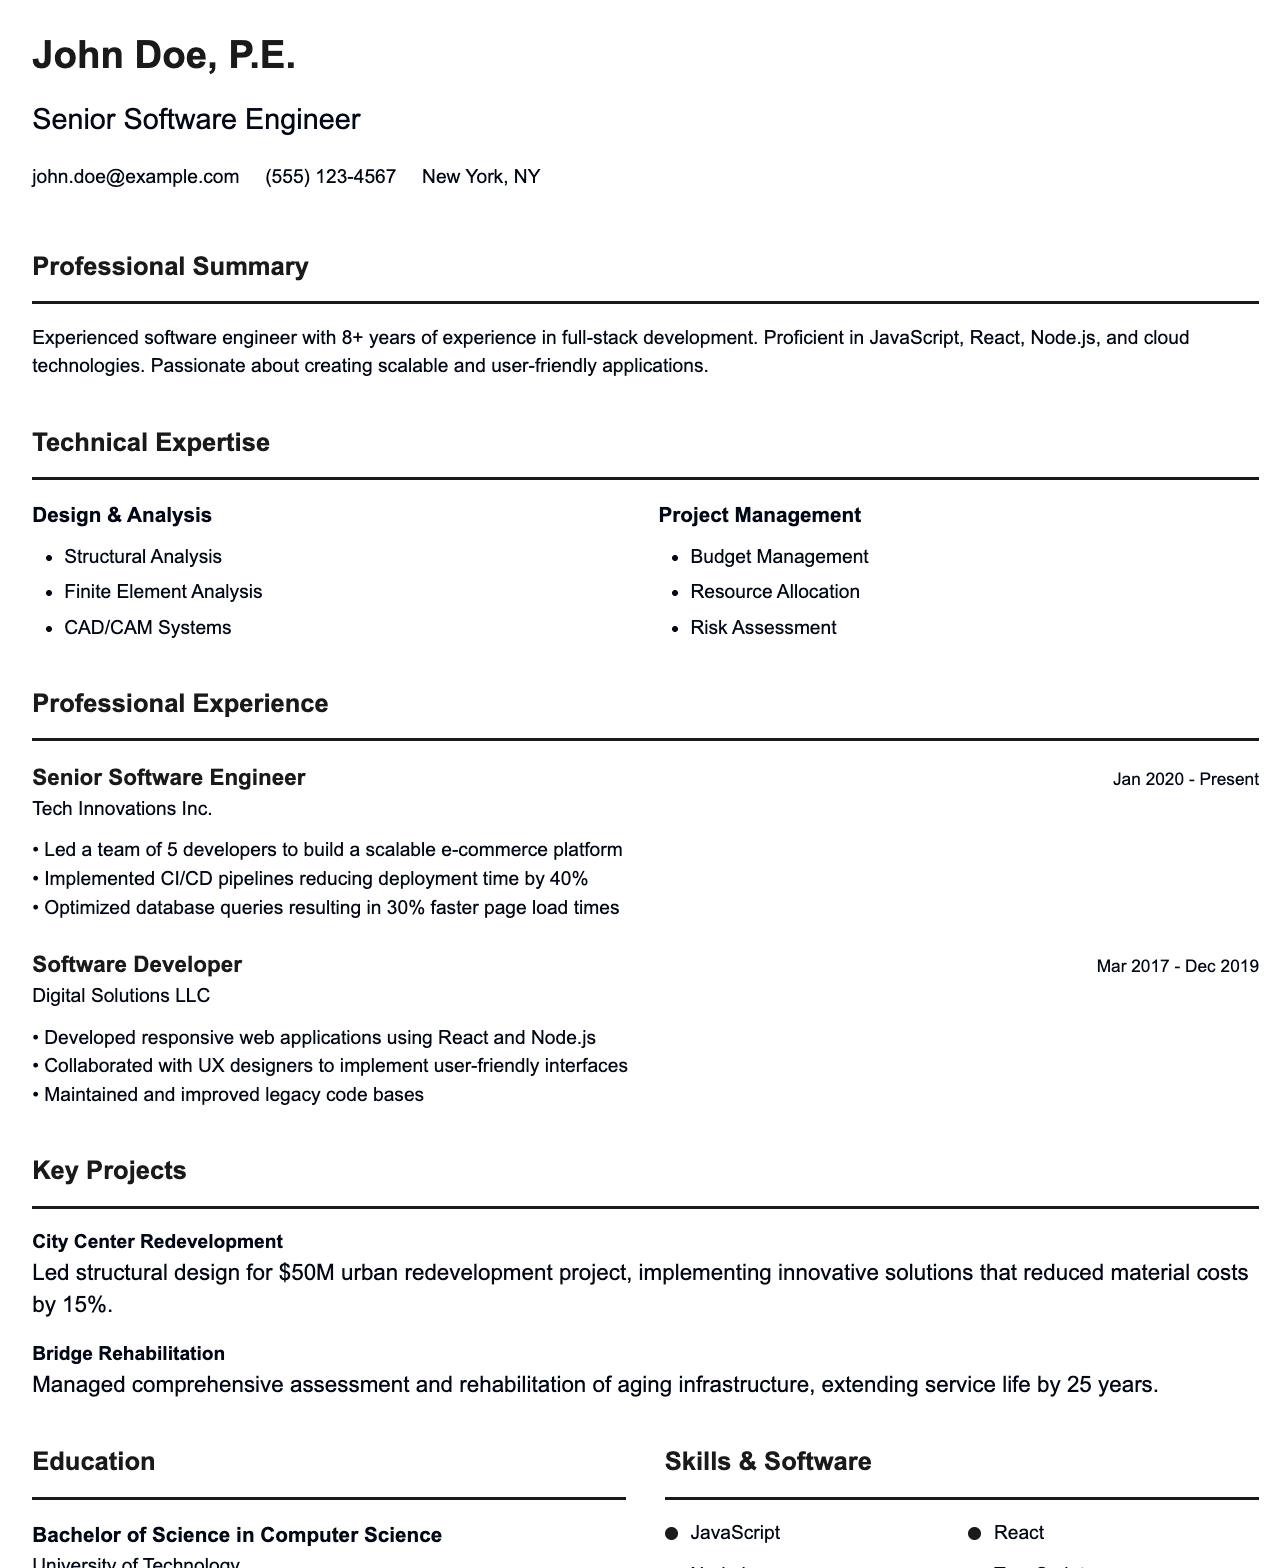 John Doe, P.E.
Senior Software Engineer
john.doe@example.com (555) 123-4567 New York, NY
Professional Summary
Experienced software engineer with 8+ years of experience in full-stack development. Proficient in JavaScript, React, Node.js, and cloud
technologies. Passionate about creating scalable and user-friendly applications.
Technical Expertise
Design & Analysis
• Structural Analysis
• Finite Element Analysis
• CAD/CAM Systems
Project Management
• Budget Management
• Resource Allocation
• Risk Assessment
Professional Experience
Senior Software Engineer Jan 2020 - Present
Tech Innovations Inc.
• Led a team of 5 developers to build a scalable e-commerce platform
• Implemented CI/CD pipelines reducing deployment time by 40%
• Optimized database queries resulting in 30% faster page load times
Software Developer Mar 2017 - Dec 2019
Digital Solutions LLC
• Developed responsive web applications using React and Node.js
• Collaborated with UX designers to implement user-friendly interfaces
• Maintained and improved legacy code bases
Key Projects
City Center Redevelopment
Led structural design for $50M urban redevelopment project, implementing innovative solutions that reduced material costs
by 15%.
Bridge Rehabilitation
Managed comprehensive assessment and rehabilitation of aging infrastructure, extending service life by 25 years.
Education
Bachelor of Science in Computer Science
University of Technology
Skills & Software
• JavaScript
• React